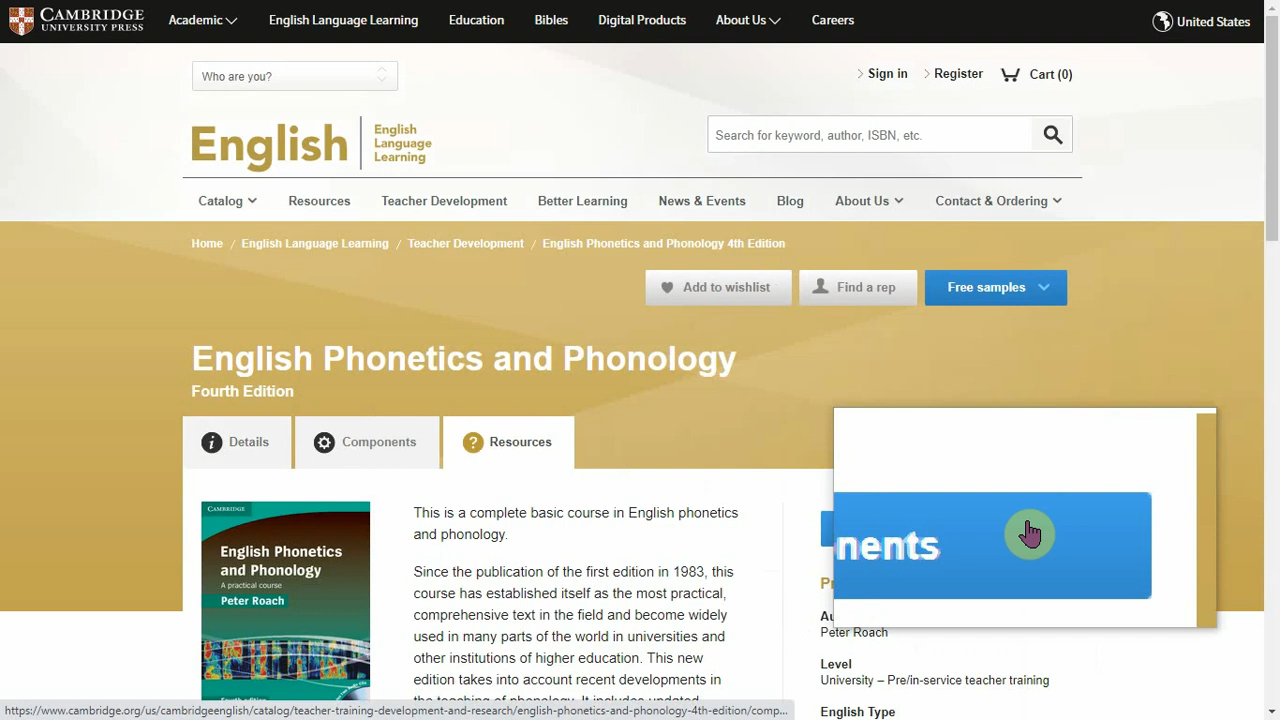 CAMBRIDGE
UNIVERSITY PRESS
Academic
English Language Learning
Education
Bibles
Digital Products
About Us
Careers
United States
Who are you?
Sign in
Register
Cart (0)
English
English
Language
Learning
Search for keyword, author, ISBN, etc.
Catalog
Resources
Teacher Development
Better Learning
News & Events
Blog
About Us
Contact & Ordering
Home / English Language Learning / Teacher Development / English Phonetics and Phonology 4th Edition
Add to wishlist
Find a rep
Free samples
English Phonetics and Phonology
Fourth Edition
Details
Components
Resources
CAMBRIDGE
English Phonetics
and Phonology
A practical course
Peter Roach
This is a complete basic course in English phonetics
and phonology.
Since the publication of the first edition in 1983, this
course has established itself as the most practical,
comprehensive text in the field and become widely
used in many parts of the world in universities and
other institutions of higher education. This new
edition takes into account recent developments in
nents
Peter Roach
Level
University – Pre/in-service teacher training
English Type
https://www.cambridge.org/us/cambridgeenglish/catalog/teacher-training-development-and-research/english-phonetics-and-phonology-4th-edition/comp...